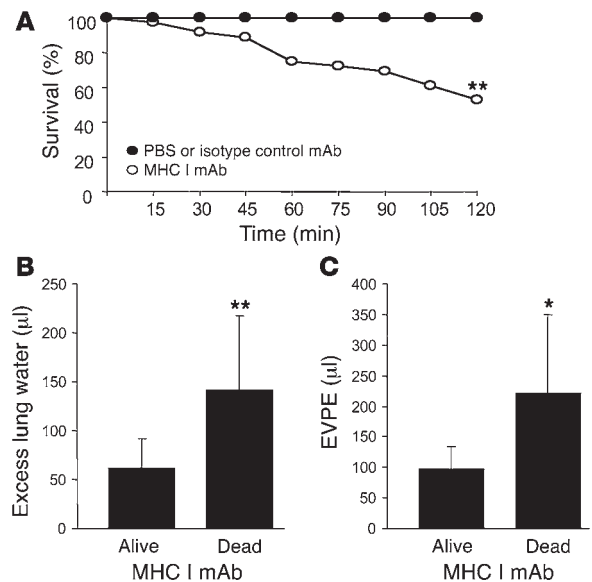 A
Survival (%)
100
80
60
40
20
0
PBS or isotype control mAb
MHC I mAb
15 30 45 60 75 90 105 120
**
Time (min)
B
Excess lung water (µl)
250
200
150
100
50
0
**
Alive Dead
MHC I mAb
C
EVPE (µl)
400
350
300
250
200
150
100
50
0
*
Alive Dead
MHC I mAb